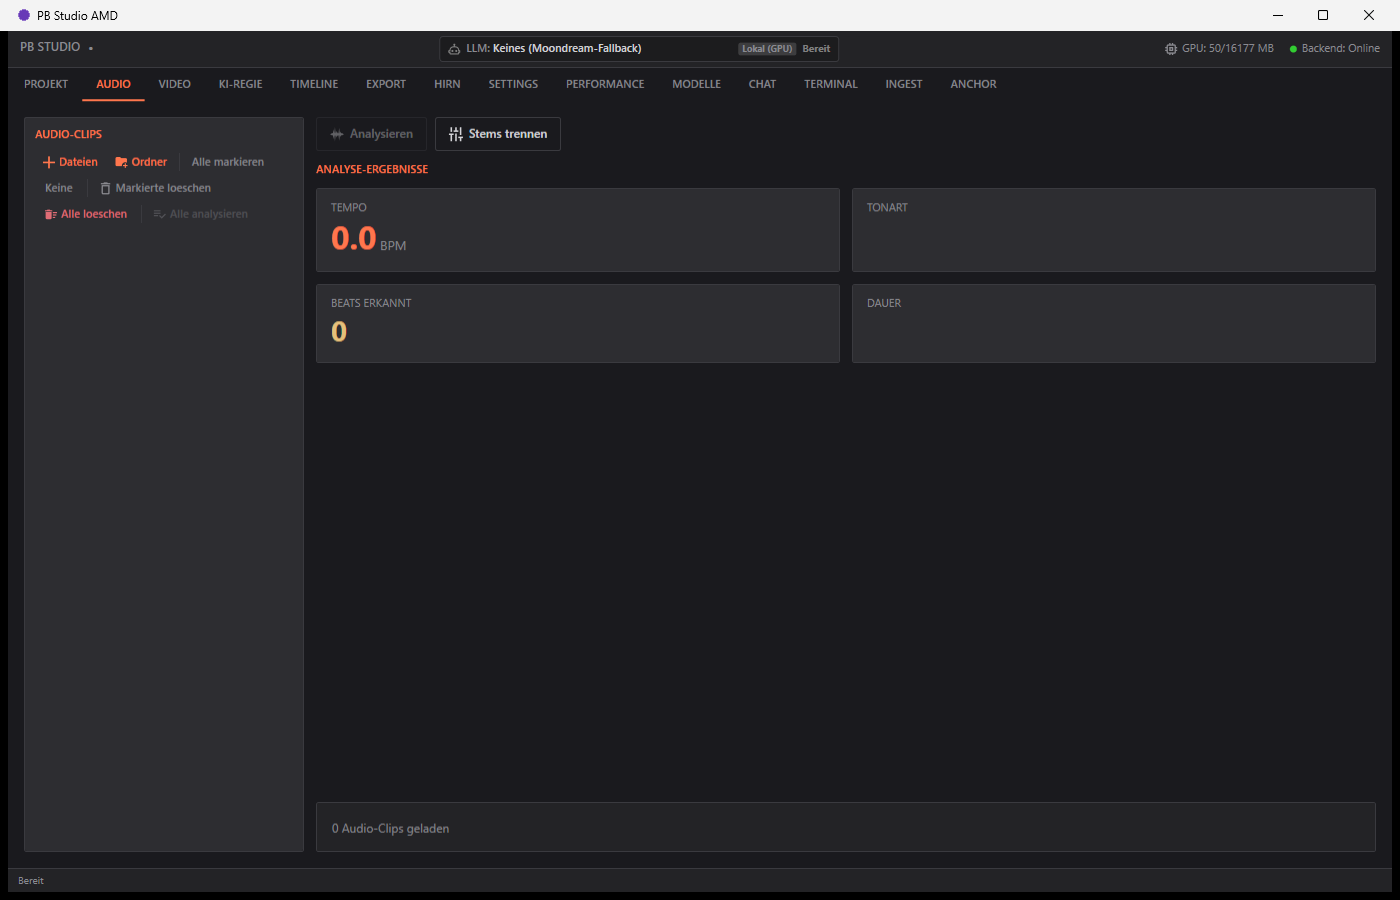 PB Studio AMD
PB STUDIO •
LLM: Keines (Moondream-Fallback) Lokal (GPU) Bereit
GPU: 50/16177 MB Backend: Online
PROJEKT AUDIO VIDEO KI-REGIE TIMELINE EXPORT HIRN SETTINGS PERFORMANCE MODELLE CHAT TERMINAL INGEST ANCHOR
AUDIO-CLIPS
Dateien Ordner Alle markieren
Keine Markierte loeschen
Alle loeschen Alle analysieren
Analysieren Stems trennen
ANALYSE-ERGEBNISSE
TEMPO
0.0 BPM
TONART
BEATS ERKANNT
0
DAUER
0 Audio-Clips geladen
Bereit